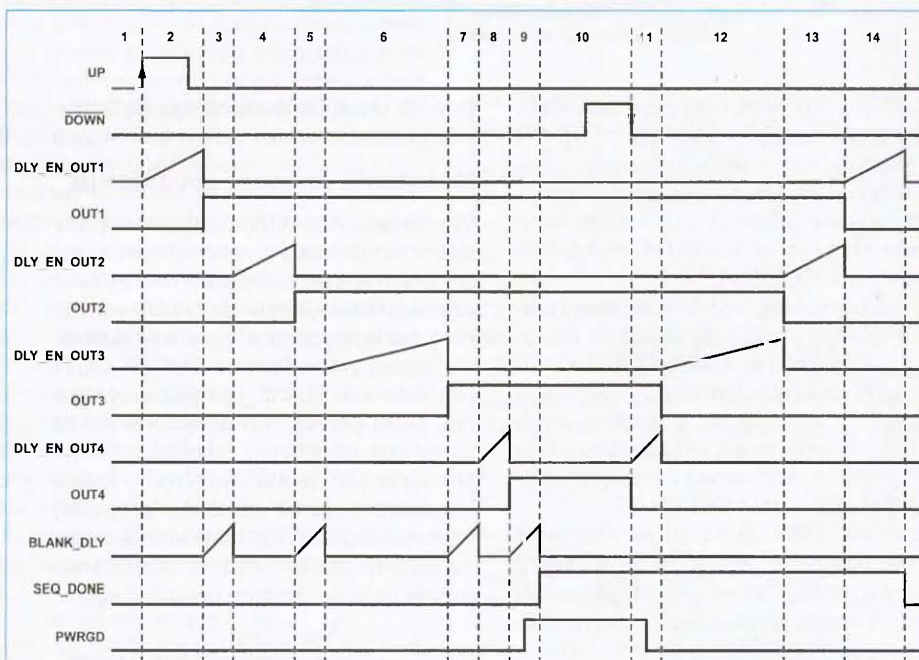 1 2 3 4 5 6 7 8 9 10 11 12 13 14
UP
DOWN
DLY_EN_OUT1
OUT1
DLY_EN_OUT2
OUT2
DLY_EN_OUT3
OUT3
DLY_EN_OUT4
OUT4
BLANK_DLY
SEQ_DONE
PWRGD